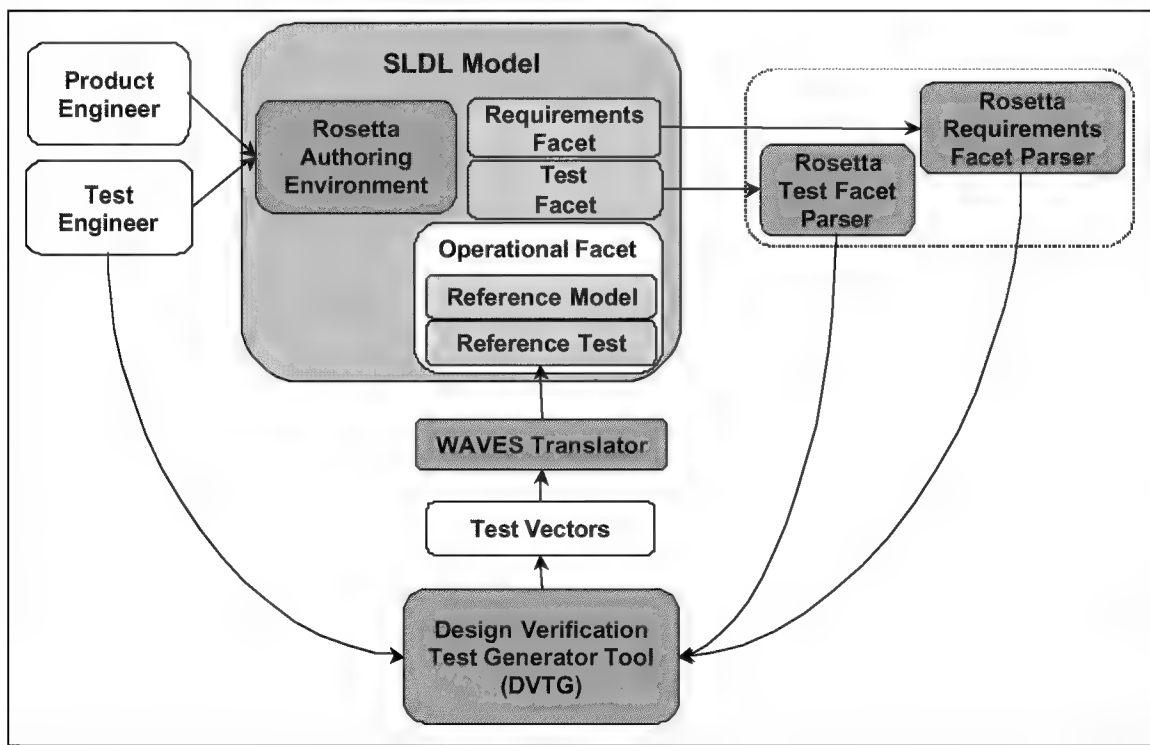 SLDL Model
Product
Engineer
Test
Engineer
Rosetta
Authoring
Environment
Requirements
Facet
Test
Facet
Operational Facet
Reference Model
Reference Test
Rosetta
Requirements
Facet Parser
Rosetta
Test Facet
Parser
WAVES Translator
Test Vectors
Design Verification
Test Generator Tool
(DVTG)